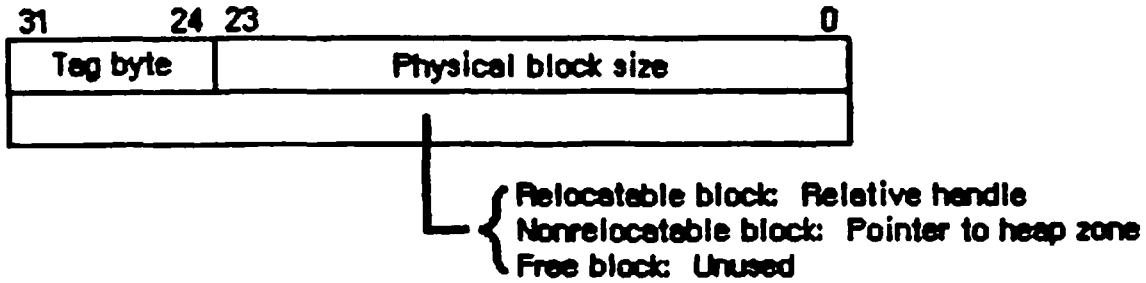 31 24 23 0
Tag byte Physical block size
Relocatable block: Relative handle
Nonrelocatable block: Pointer to heap zone
Free block: Unused